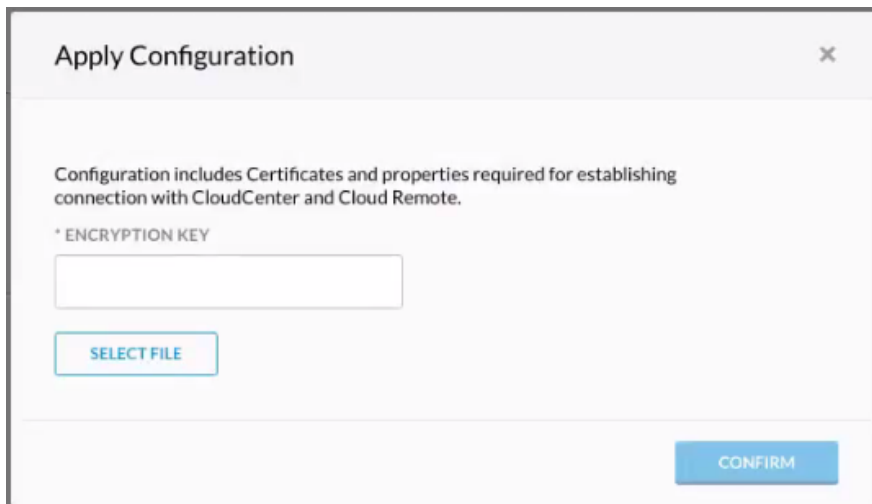 Apply Configuration
Configuration includes Certificates and properties required for establishing
connection with CloudCenter and Cloud Remote.
* ENCRYPTION KEY
SELECT FILE
CONFIRM